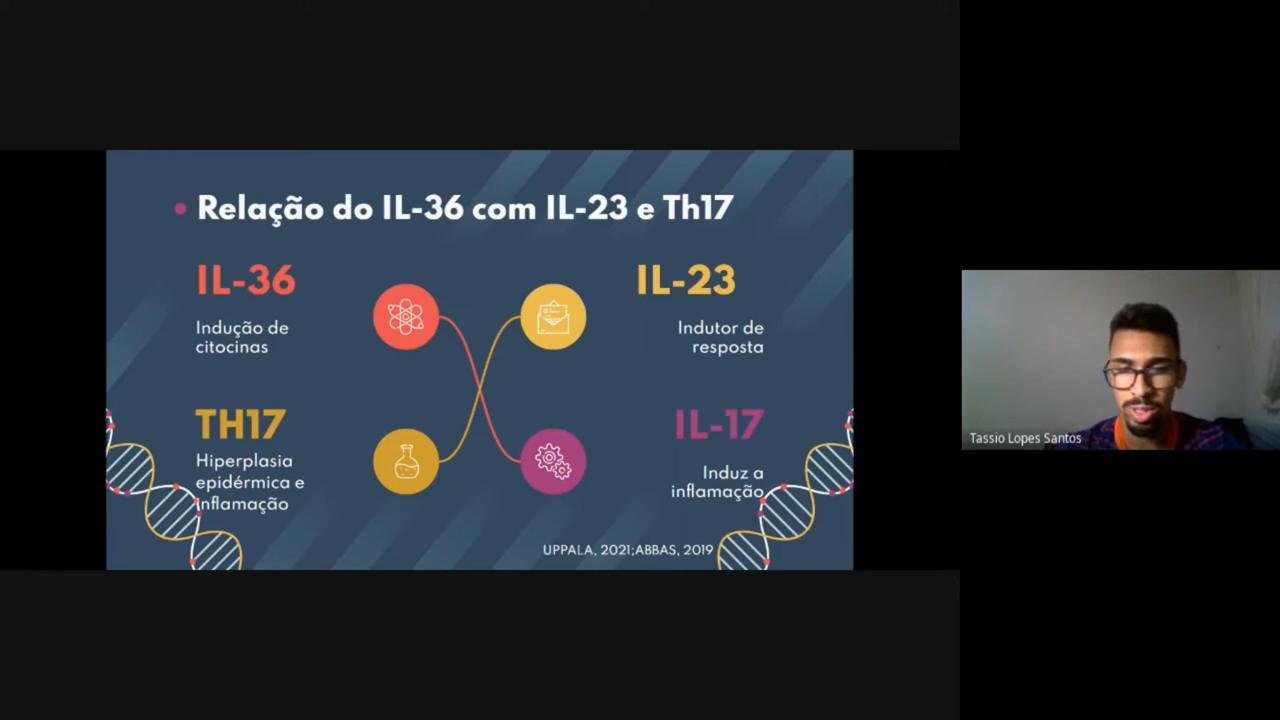 Relação do IL-36 com IL-23 e Th17
IL-36
Indução de
citocinas
IL-23
Indutor de
resposta
TH17
Hiperplasia
epidérmica e
inflamação
IL-17
Induz a
inflamação
UPPALA, 2021;ABBAS, 2019
Tassio Lopes Santos